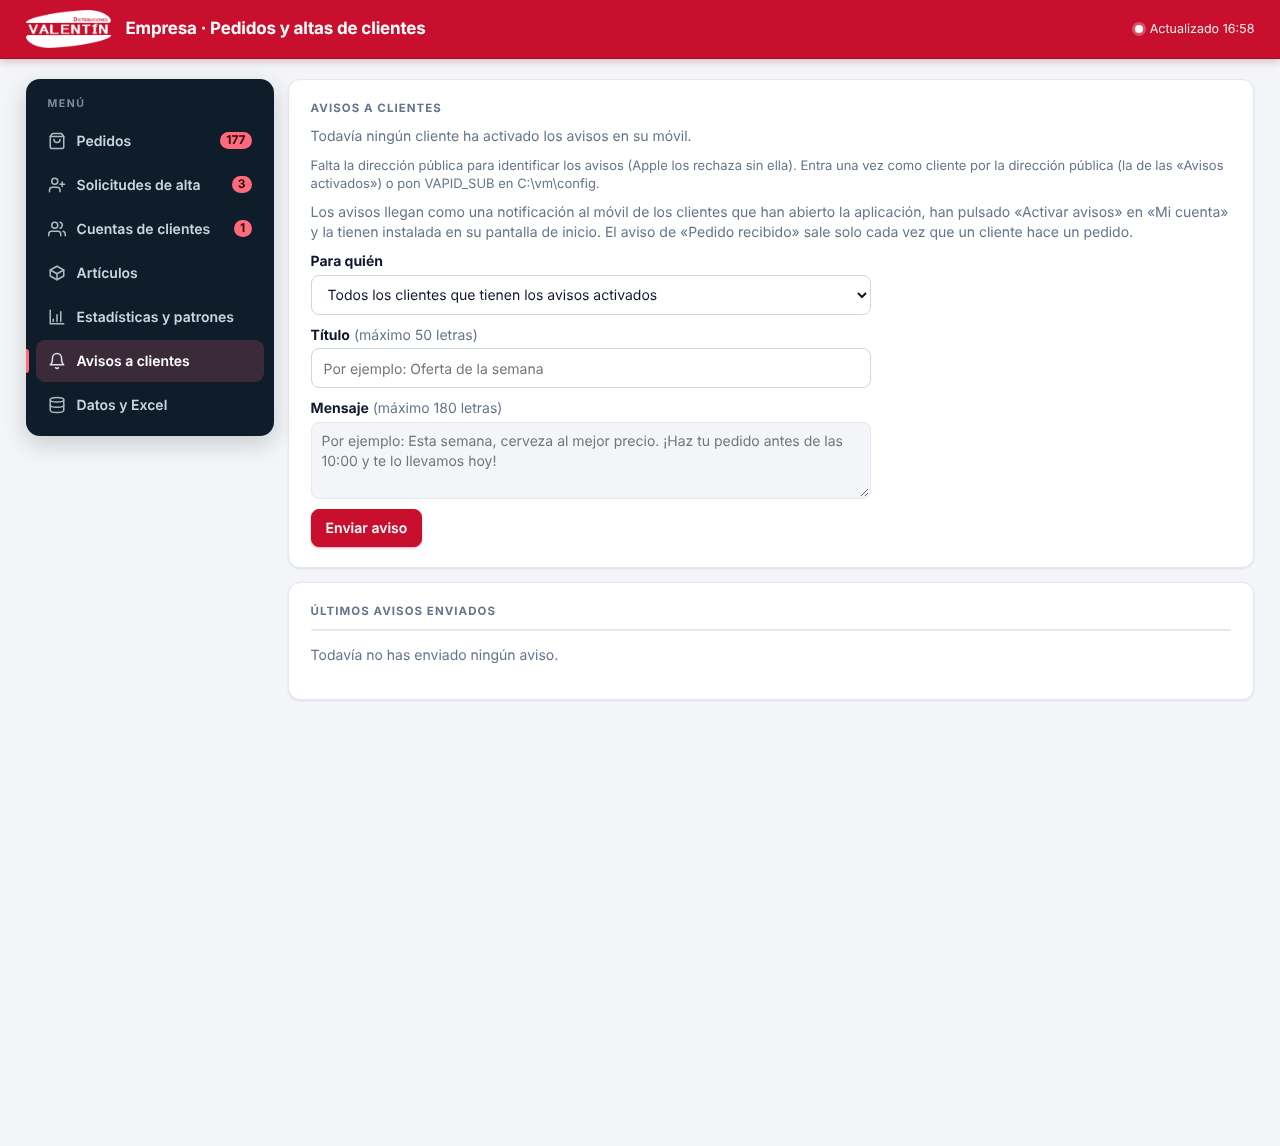 DISTRIBUCIONES
VALENTÍN
Empresa · Pedidos y altas de clientes
Actualizado 16:58
MENÚ
Pedidos 177
Solicitudes de alta 3
Cuentas de clientes 1
Artículos
Estadísticas y patrones
Avisos a clientes
Datos y Excel
AVISOS A CLIENTES
Todavía ningún cliente ha activado los avisos en su móvil.
Falta la dirección pública para identificar los avisos (Apple los rechaza sin ella). Entra una vez como cliente por la dirección pública (la de las «Avisos
activados») o pon VAPID_SUB en C:\vm\config.
Los avisos llegan como una notificación al móvil de los clientes que han abierto la aplicación, han pulsado «Activar avisos» en «Mi cuenta»
y la tienen instalada en su pantalla de inicio. El aviso de «Pedido recibido» sale solo cada vez que un cliente hace un pedido.
Para quién
Todos los clientes que tienen los avisos activados
Título (máximo 50 letras)
Por ejemplo: Oferta de la semana
Mensaje (máximo 180 letras)
Por ejemplo: Esta semana, cerveza al mejor precio. ¡Haz tu pedido antes de las
10:00 y te lo llevamos hoy!
Enviar aviso
ÚLTIMOS AVISOS ENVIADOS
Todavía no has enviado ningún aviso.